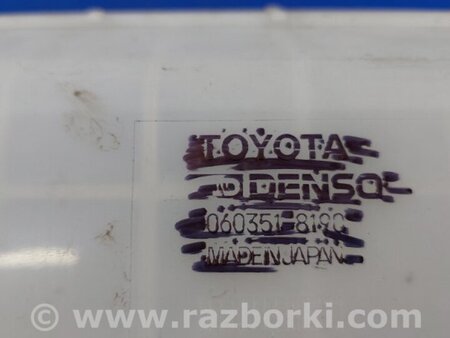 TOYOTA
DENSO
060351-8190
MADE IN JAPAN
© www.razborki.com